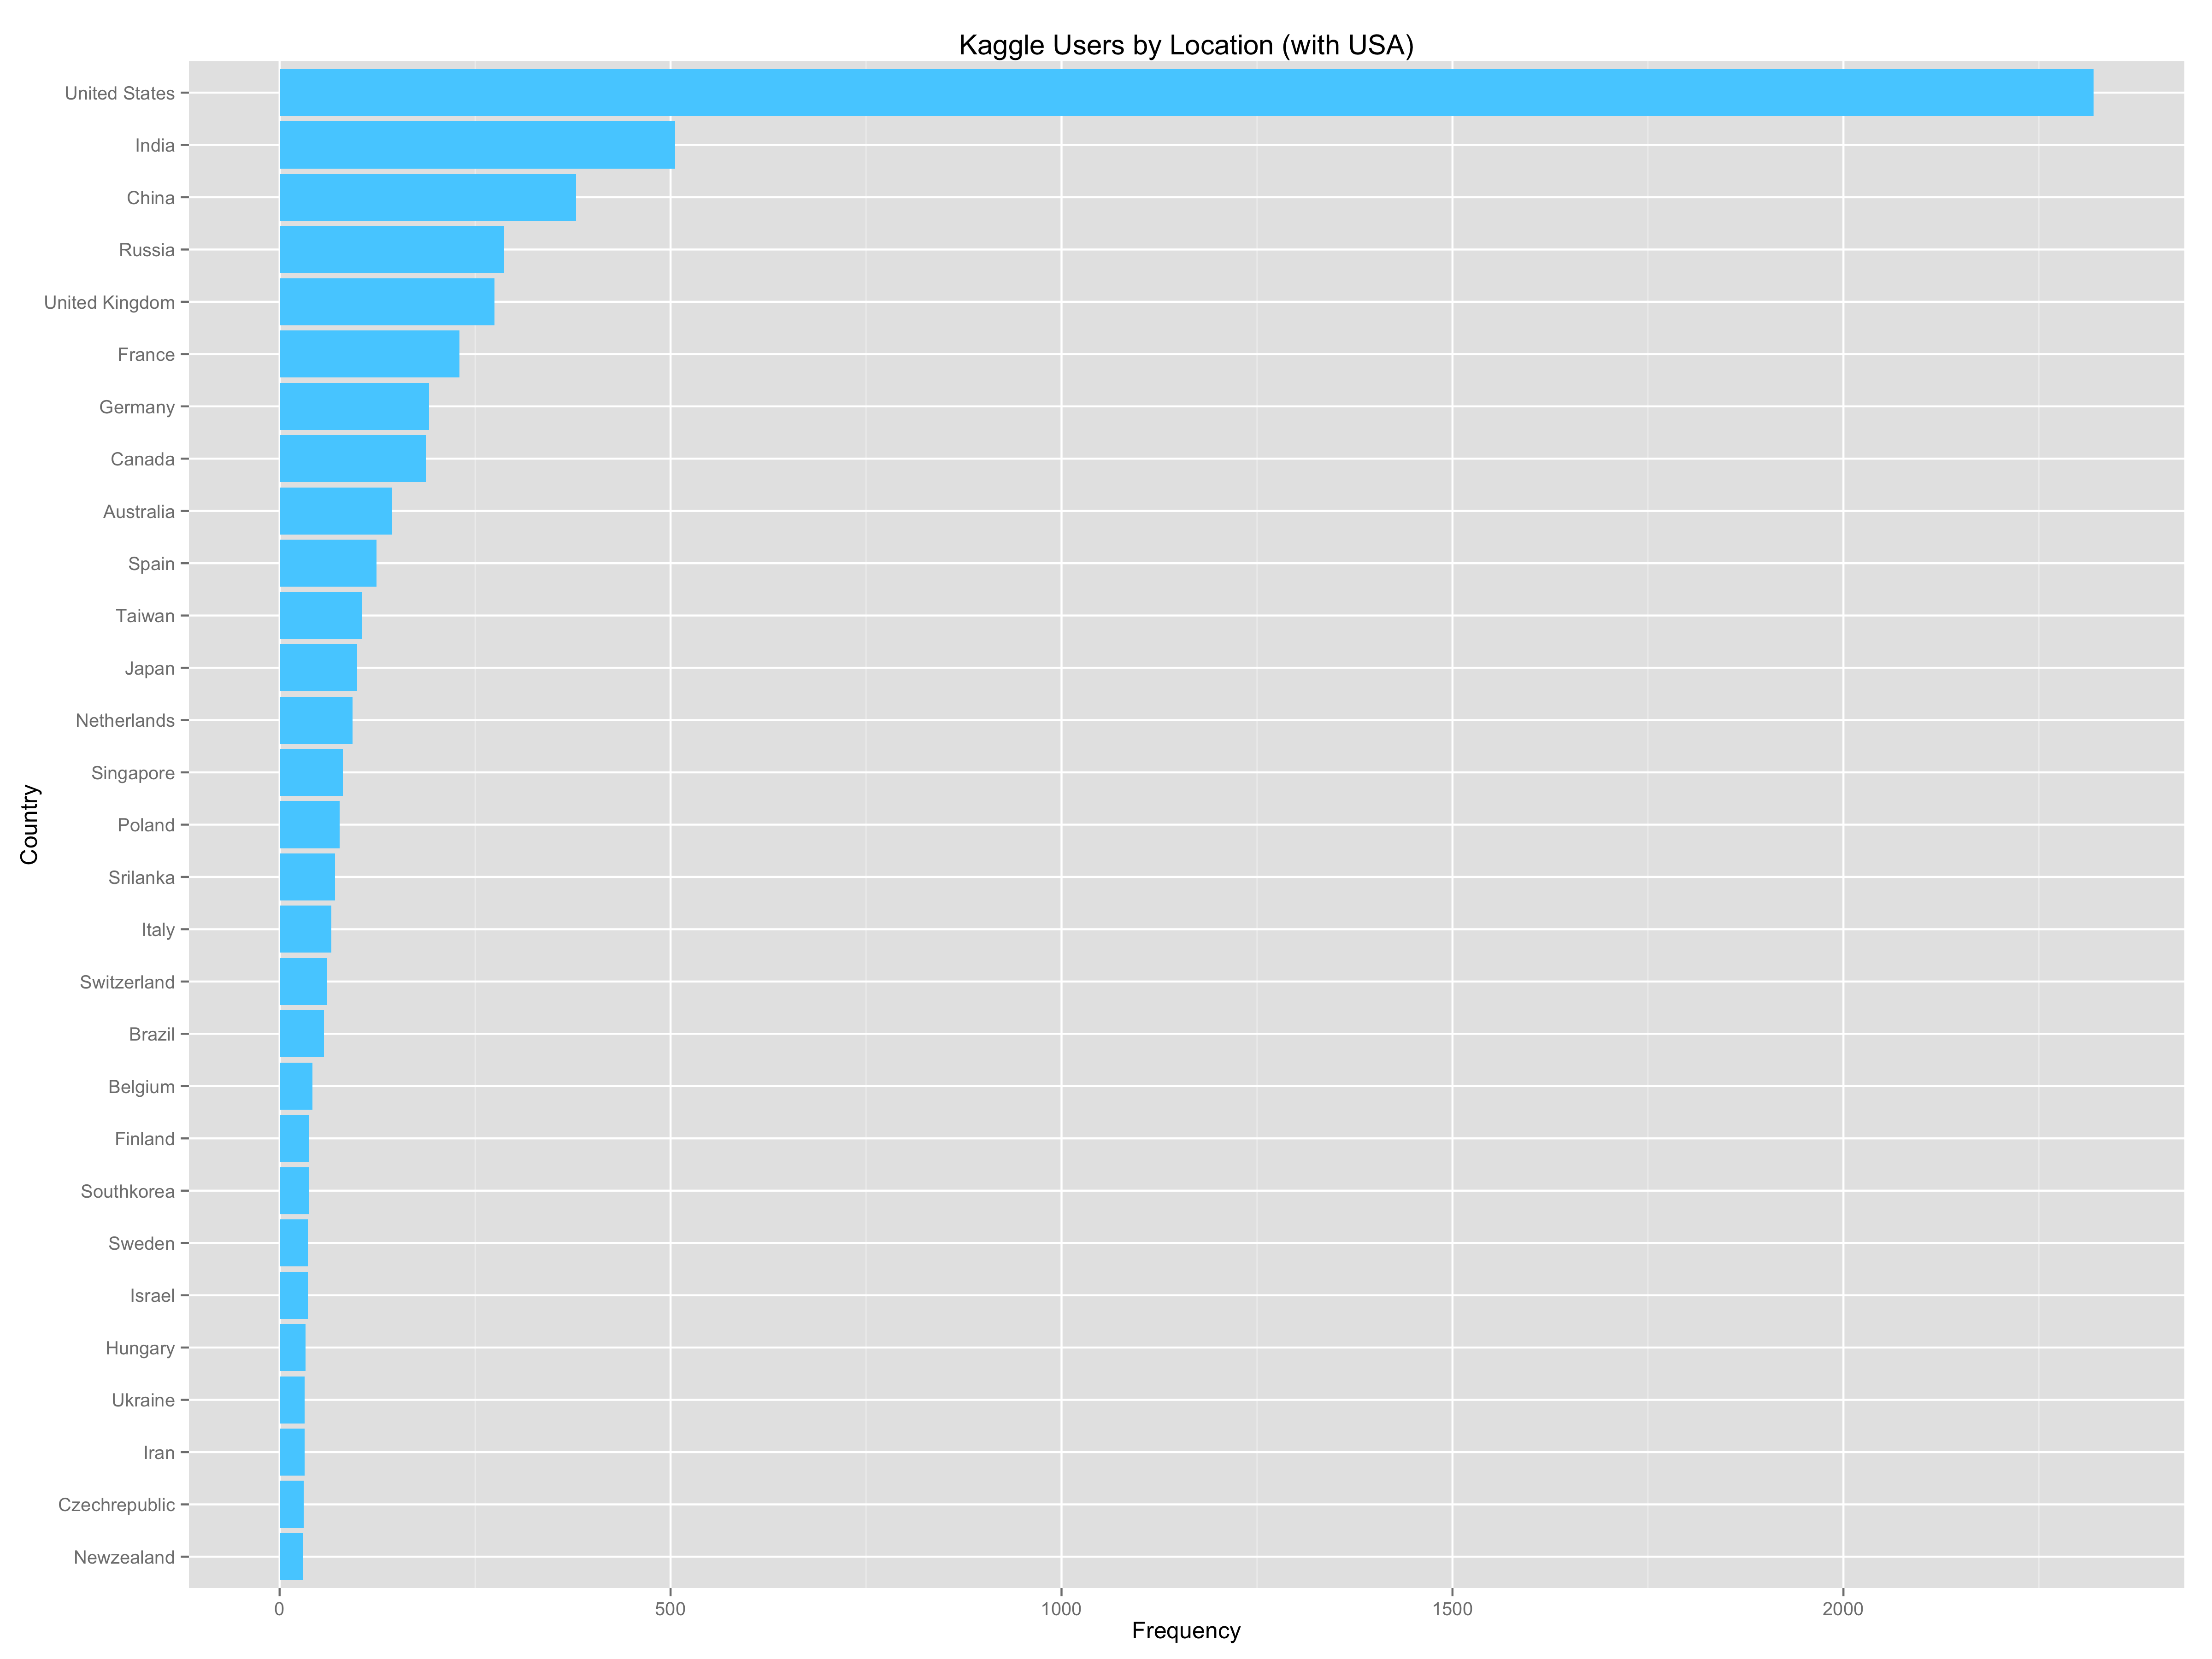 Kaggle Users by Location (with USA)
United States
India
China
Russia
United Kingdom
France
Germany
Canada
Australia
Spain
Taiwan
Japan
Netherlands
Singapore
Poland
Srilanka
Italy
Switzerland
Brazil
Belgium
Finland
Southkorea
Sweden
Israel
Hungary
Ukraine
Iran
Czechrepublic
Newzealand
Country
0 500 1000 1500 2000
Frequency